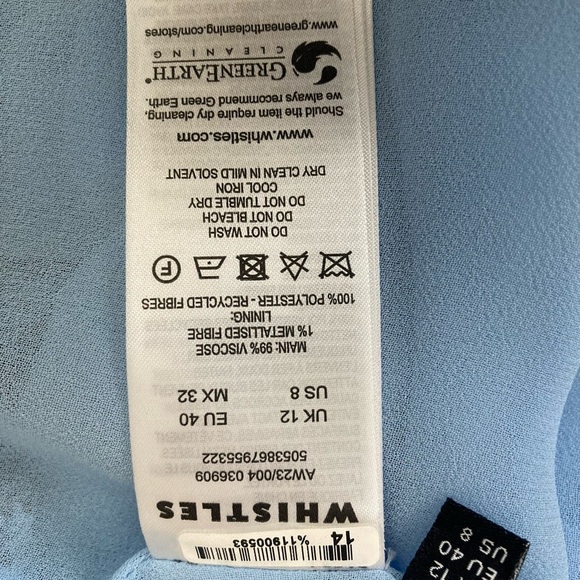 14
%11900593
WHISTLES
AW23/004 036909
5053867955322
UK 12 EU 40
US 8 MX 32
MAIN: 99% VISCOSE
1% METALLISED FIBRE
LINING:
100% POLYESTER - RECYCLED FIBRES
DO NOT WASH
DO NOT BLEACH
DO NOT TUMBLE DRY
COOL IRON
DRY CLEAN IN MILD SOLVENT
www.whistles.com
Should the item require dry cleaning,
we always recommend Green Earth.
GREENEARTH®
CLEANING
www.greenearthcleaning.com/stores
12
EU 40
US 8